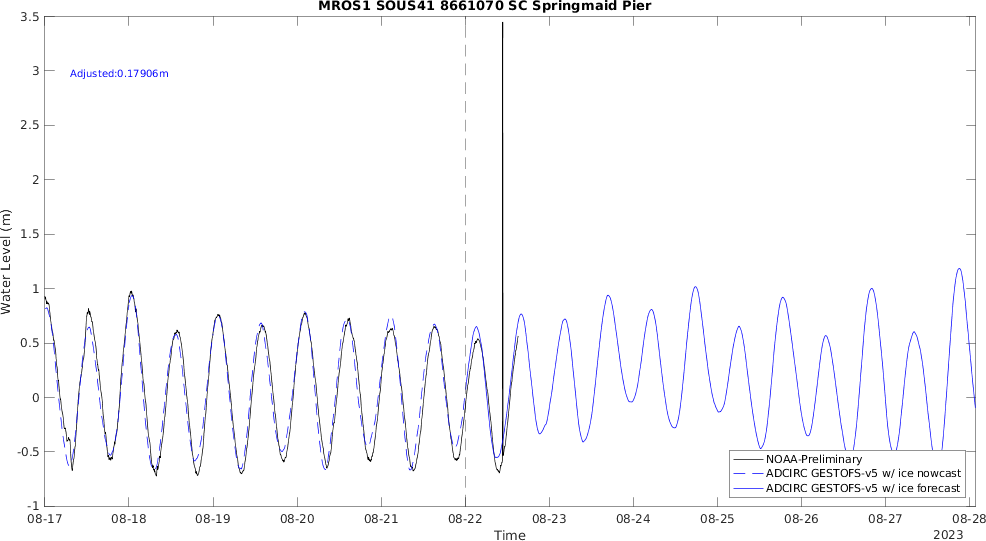 MROS1 SOUS41 8661070 SC Springmaid Pier
3.5
3
2.5
2
1.5
1
0.5
0
-0.5
-1
Water Level (m)
Adjusted:0.17906m
NOAA-Preliminary
ADCIRC GESTOFS-v5 w/ ice nowcast
ADCIRC GESTOFS-v5 w/ ice forecast
08-17 08-18 08-19 08-20 08-21 08-22 08-23 08-24 08-25 08-26 08-27 08-28
Time
2023